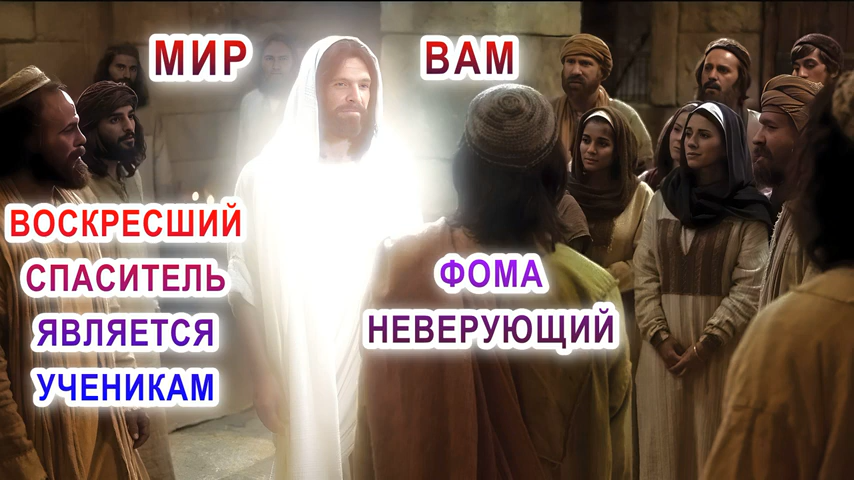 МИР ВАМ
ВОСКРЕСШИЙ
СПАСИТЕЛЬ
ЯВЛЯЕТСЯ
УЧЕНИКАМ
ФОМА
НЕВЕРУЮЩИЙ